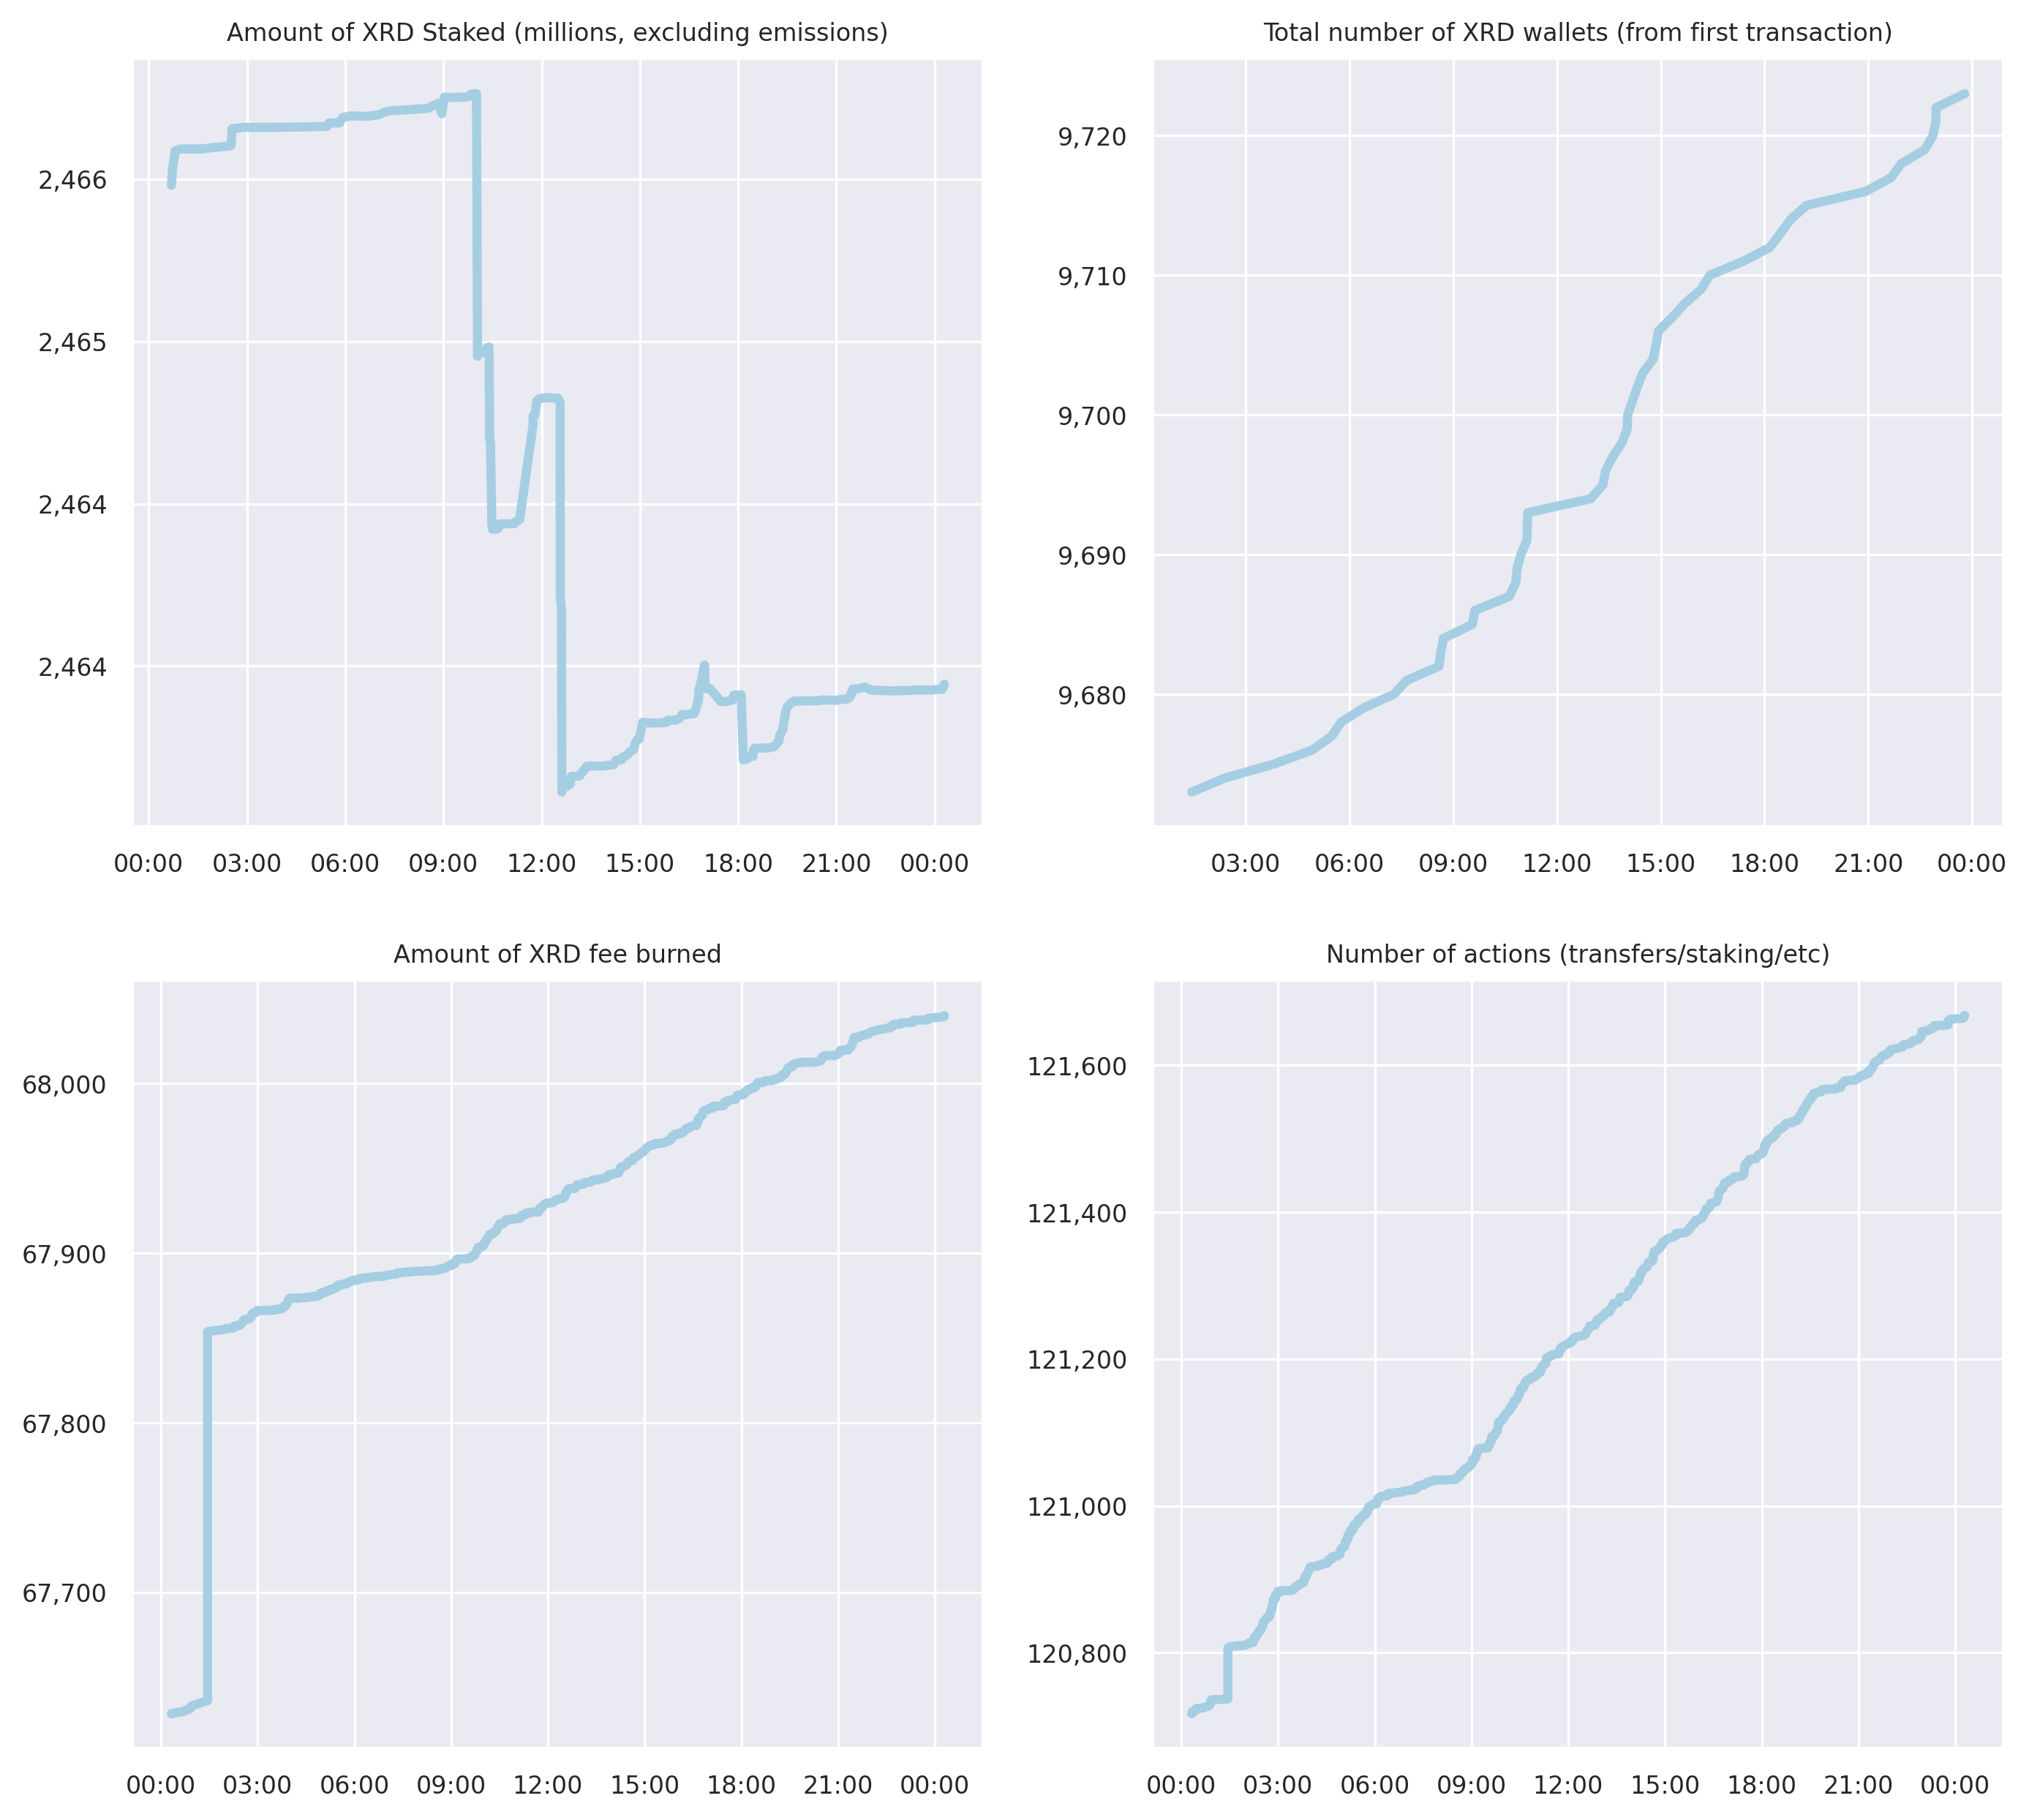 Amount of XRD Staked (millions, excluding emissions)
2,466
2,465
2,464
2,464
00:00 03:00 06:00 09:00 12:00 15:00 18:00 21:00 00:00
Total number of XRD wallets (from first transaction)
9,720
9,710
9,700
9,690
9,680
03:00 06:00 09:00 12:00 15:00 18:00 21:00 00:00
Amount of XRD fee burned
68,000
67,900
67,800
67,700
00:00 03:00 06:00 09:00 12:00 15:00 18:00 21:00 00:00
Number of actions (transfers/staking/etc)
121,600
121,400
121,200
121,000
120,800
00:00 03:00 06:00 09:00 12:00 15:00 18:00 21:00 00:00